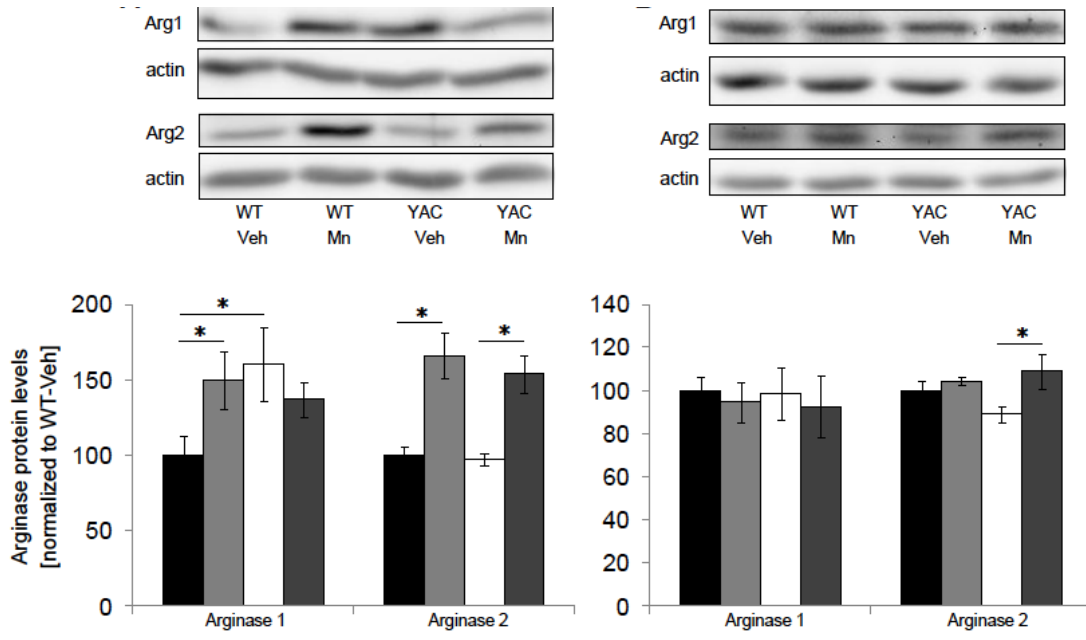 Arg1
actin
Arg2
actin
WT WT YAC YAC
Veh Mn Veh Mn
Arg1
actin
Arg2
actin
WT WT YAC YAC
Veh Mn Veh Mn
Arginase protein levels
[normalized to WT-Veh]
200
150
100
50
0
* * * *
Arginase 1 Arginase 2
140
120
100
80
60
40
20
0
*
Arginase 1 Arginase 2